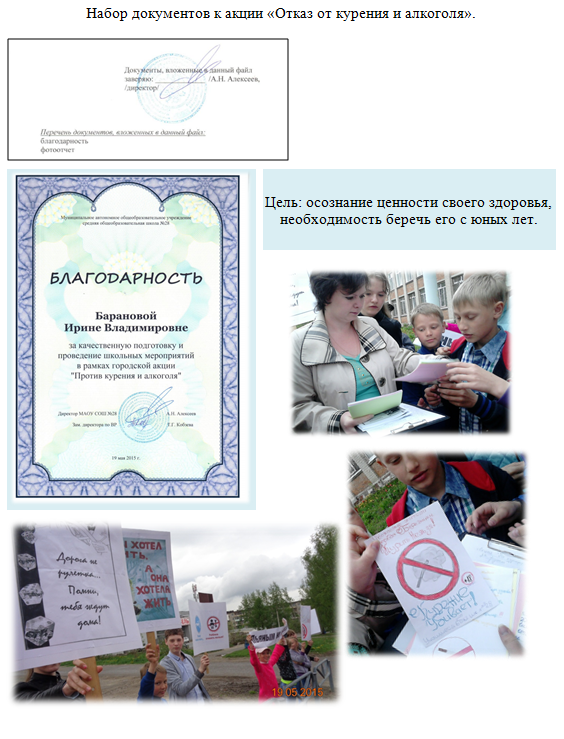 Набор документов к акции «Отказ от курения и алкоголя».
Документы, вложенные в данный файл
заверяю: /А.Н. Алексеев,
/директор/
Перечень документов, вложенных в данный файл:
благодарность
фотоотчет
Муниципальное автономное общеобразовательное учреждение
средняя общеобразовательная школа №28
БЛАГОДАРНОСТЬ
Барановой
Ирине Владимировне
за качественную подготовку и
проведение школьных мероприятий
в рамках городской акции
"Против курения и алкоголя"
Директор МАОУ СОШ №28 А.Н. Алексеев
Зам. директора по ВР Т.Г. Кобзева
19 мая 2015 г.
Цель: осознание ценности своего здоровья,
необходимость беречь его с юных лет.
Дорога не
рулетка...
Помни,
тебя ждут
дома!
ХОТЕЛ
ЖИТЬ,
А
ОНА
ХОТЕЛА
ЖИТЬ
Курение
убивает!
19.05.2015